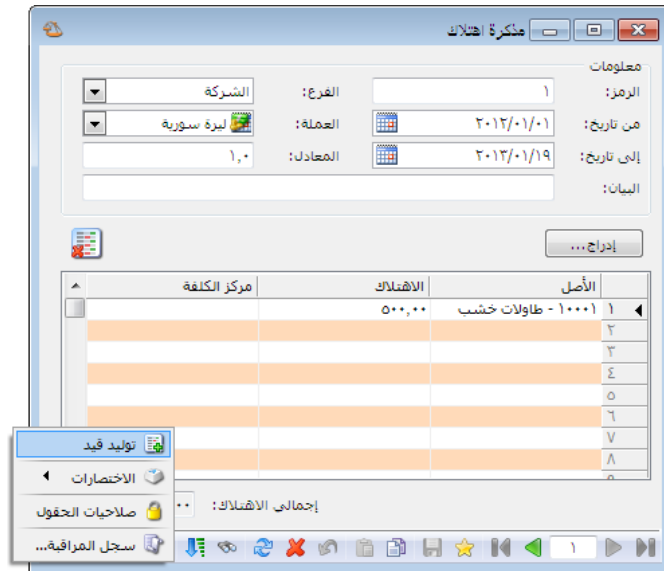 مذكرة اهتلاك
معلومات
الرمز: ١ الفرع: الشركة
من تاريخ: ٢٠١٢/٠١/٠١ العملة: ليرة سورية
إلى تاريخ: ٢٠١٣/٠١/١٩ المعادل: ١,٠
البيان:
إدراج...
الأصل الاهتلاك مركز الكلفة
١ ١٠٠٠١ - طاولات خشب ٥٠٠,٠٠
٢
٣
٤
٥
٦
٧
٨
توليد قيد
الاختصارات
صلاحيات الحقول
سجل المراقبة...
إجمالي الاهتلاك: ٠٠
١